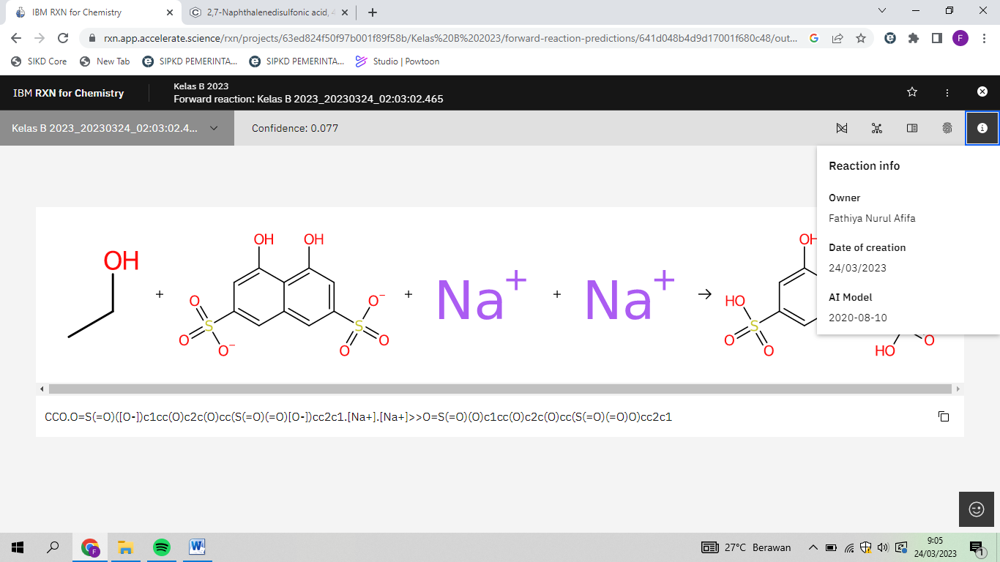 IBM RXN for Chemistry
2,7-Naphthalenedisulfonic acid, 4
rxn.app.accelerate.science/rxn/projects/63ed824f50f97b001f89f58b/Kelas%20B%202023/forward-reaction-predictions/641d048b4d9d17001f680c48/out...
F
SIKD Core
New Tab
SIPKD PEMERINTA...
SIPKD PEMERINTA...
Studio | Powtoon
IBM RXN for Chemistry
Kelas B 2023
Forward reaction: Kelas B 2023_20230324_02:03:02.465
Kelas B 2023_20230324_02:03:02.4...
Confidence: 0.077
Reaction info
Owner
Fathiya Nurul Afifa
Date of creation
24/03/2023
AI Model
2020-08-10
OH
+
OH OH
O O⁻
S S
O O⁻ O O
+
Na+
+
Na+
→
OH
HO
S
O O HO O
CCO.O=S(=O)([O-])c1cc(O)c2c(O)cc(S(=O)(=O)[O-])cc2c1.[Na+].[Na+]>>O=S(=O)(O)c1cc(O)c2c(O)cc(S(=O)(=O)O)cc2c1
F
W
27°C Berawan
9:05
24/03/2023
1